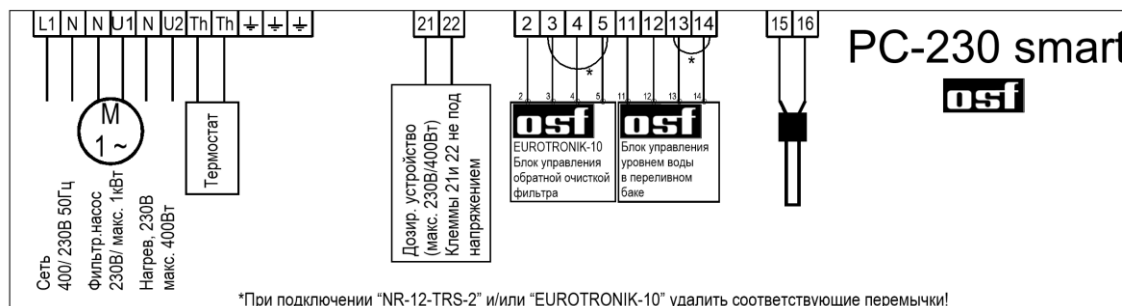 L1 N N U1 N U2 Th Th
21 22
2 3 4 5 11 12 13 14
15 16
PC-230 smart
osf
M
1 ~
Термостат
Сеть
400/ 230В 50Гц
Фильтр.насос
230В/ макс. 1кВт
Нагрев, 230В
макс. 400Вт
Дозир. устройство
(макс. 230В/400Вт)
Клеммы 21и 22 не под
напряжением
*
*
2 3 4 5
osf
EUROTRONIK-10
Блок управления
обратной очисткой
фильтра
11 12 13 14
osf
Блок управления
уровнем воды
в переливном
баке
*При подключении “NR-12-TRS-2” и/или “EUROTRONIK-10” удалить соответствующие перемычки!